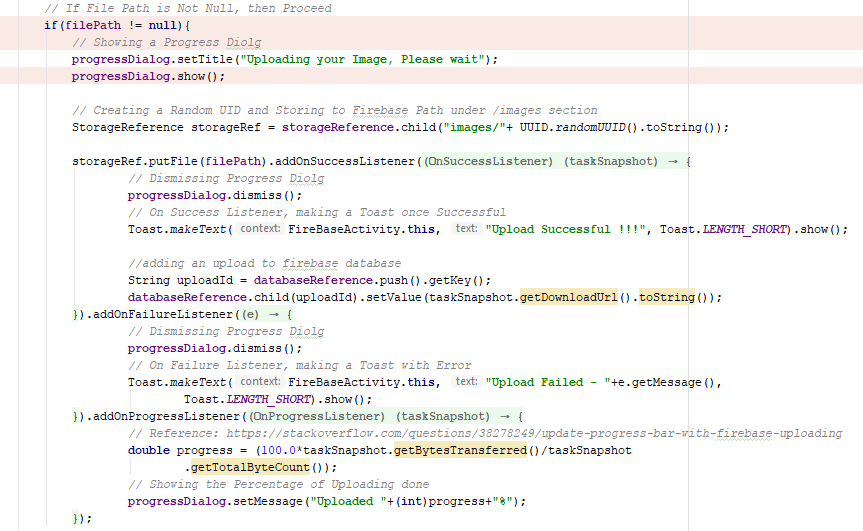 // If File Path is Not Null, then Proceed
if(filePath != null){
// Showing a Progress Diolg
progressDialog.setTitle("Uploading your Image, Please wait");
progressDialog.show();
// Creating a Random UID and Storing to Firebase Path under /images section
StorageReference storageRef = storageReference.child("images/"+ UUID.randomUUID().toString());
storageRef.putFile(filePath).addOnSuccessListener((OnSuccessListener) (taskSnapshot) → {
// Dismissing Progress Diolg
progressDialog.dismiss();
// On Success Listener, making a Toast once Successful
Toast.makeText( context: FireBaseActivity.this, text: "Upload Successful !!!", Toast.LENGTH_SHORT).show();
//adding an upload to firebase database
String uploadId = databaseReference.push().getKey();
databaseReference.child(uploadId).setValue(taskSnapshot.getDownloadUrl().toString());
}).addOnFailureListener((e) → {
// Dismissing Progress Diolg
progressDialog.dismiss();
// On Failure Listener, making a Toast with Error
Toast.makeText( context: FireBaseActivity.this, text: "Upload Failed - "+e.getMessage(),
Toast.LENGTH_SHORT).show();
}).addOnProgressListener((OnProgressListener) (taskSnapshot) → {
// Reference: https://stackoverflow.com/questions/38278249/update-progress-bar-with-firebase-uploading
double progress = (100.0*taskSnapshot.getBytesTransferred()/taskSnapshot
.getTotalByteCount());
// Showing the Percentage of Uploading done
progressDialog.setMessage("Uploaded "+(int)progress+"%");
});